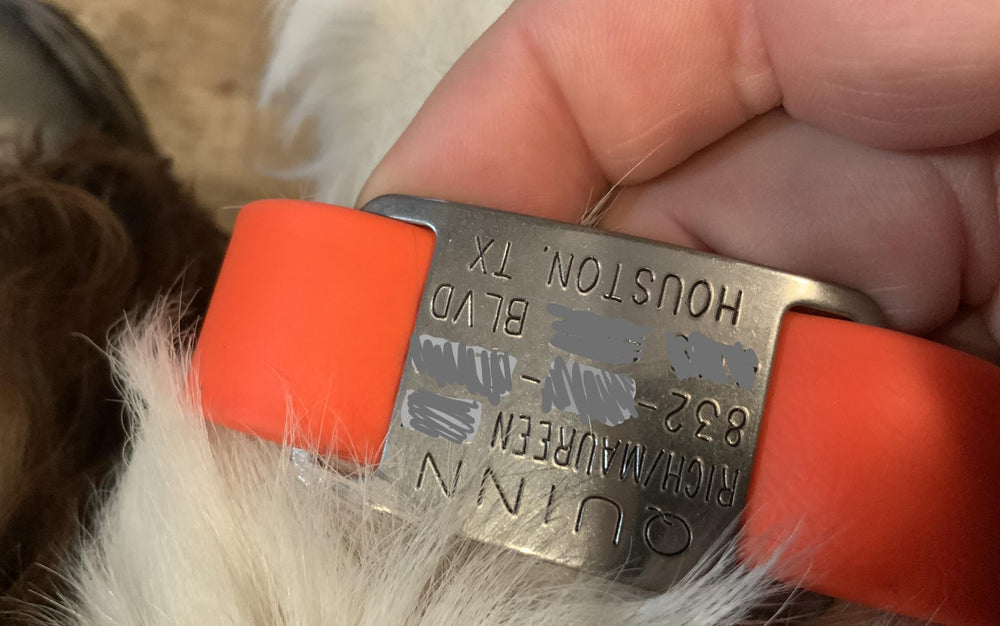 QUINN
RICH/MAUREEN
832- -
BLVD
HOUSTON, TX